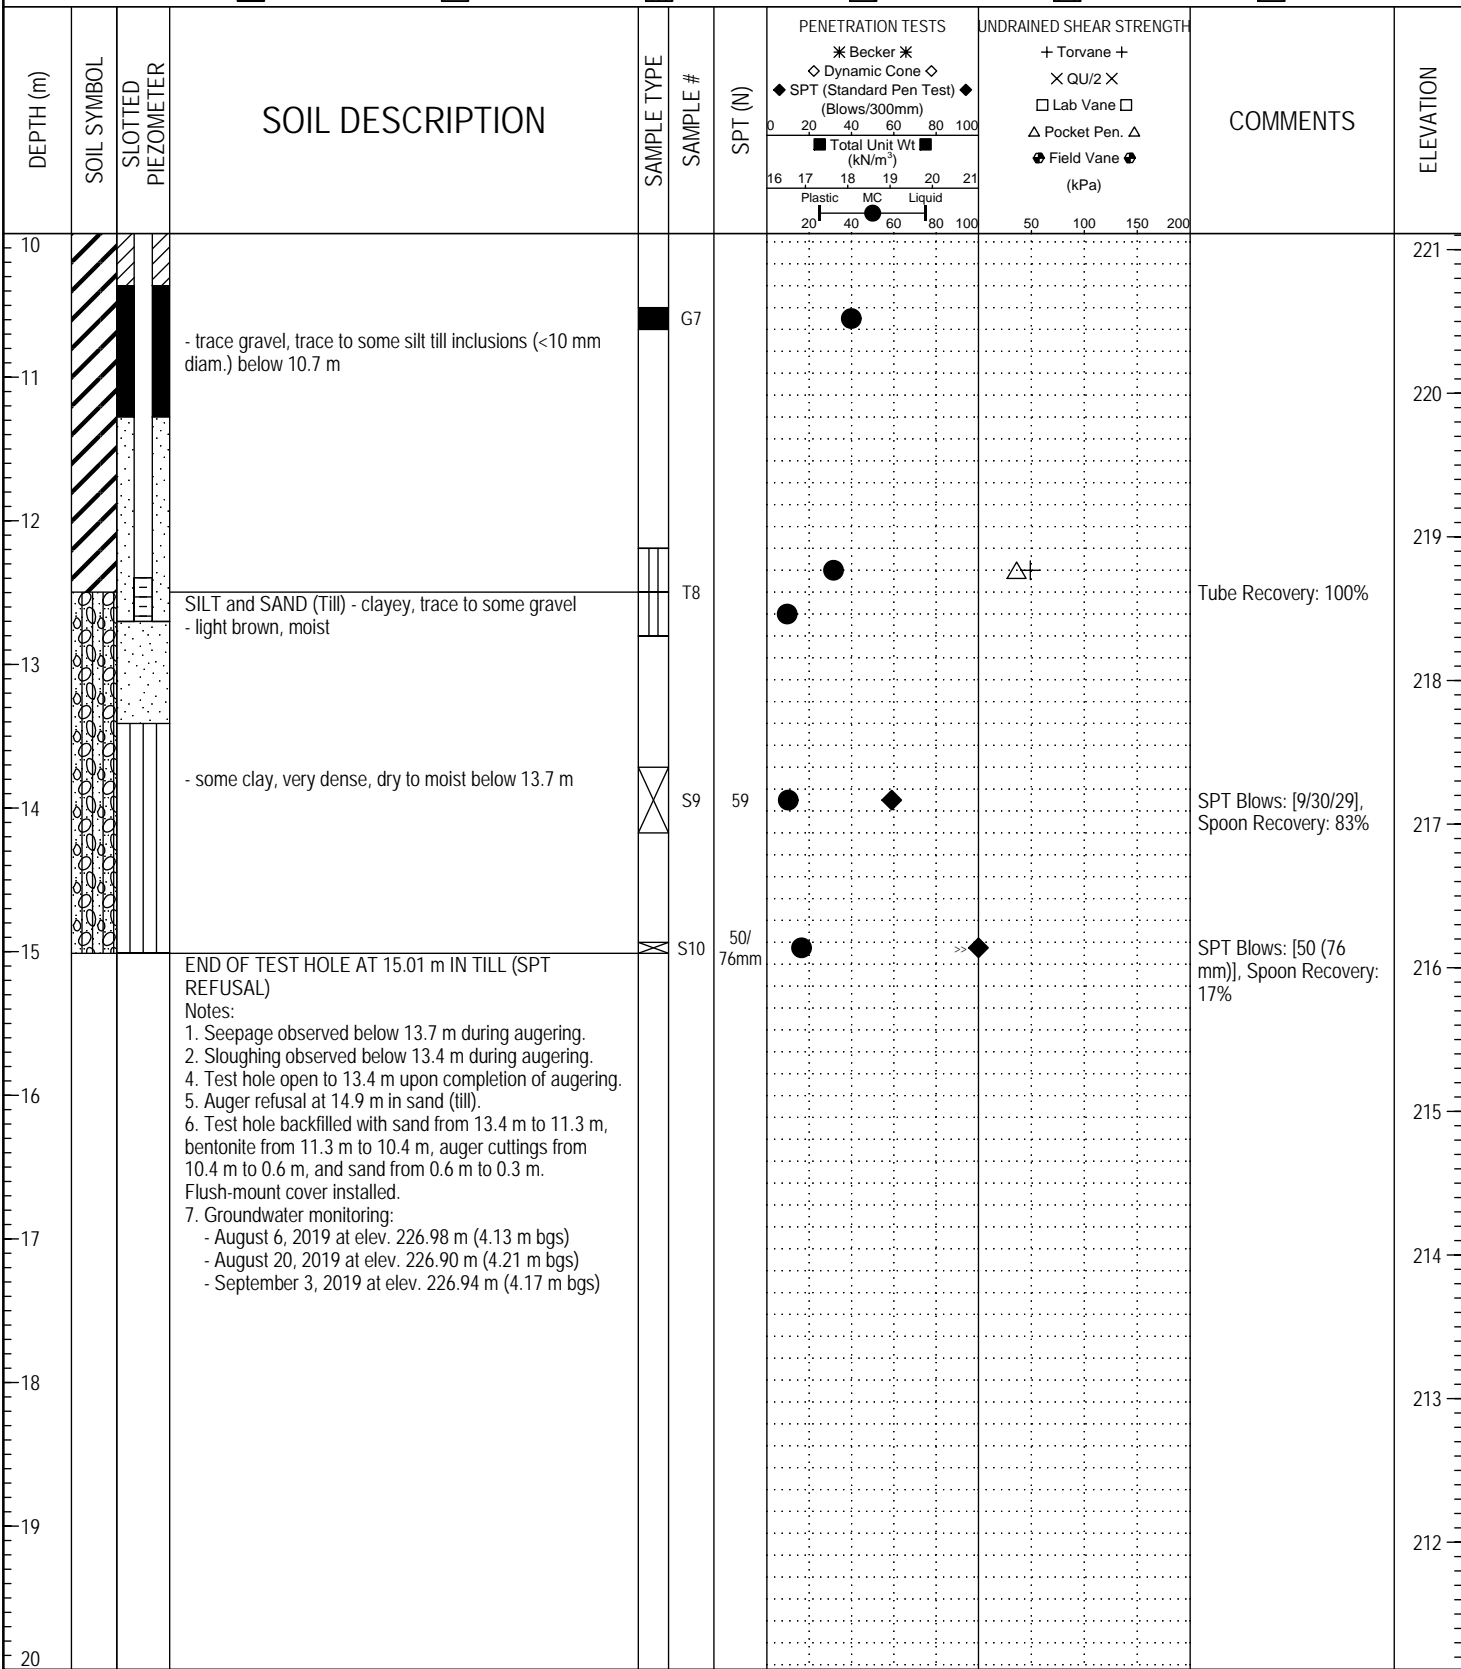 DEPTH (m)
SOIL SYMBOL
SLOTTED
PIEZOMETER
SOIL DESCRIPTION
SAMPLE TYPE
SAMPLE #
SPT (N)
PENETRATION TESTS
✳ Becker ✳
◇ Dynamic Cone ◇
◆ SPT (Standard Pen Test) ◆
(Blows/300mm)
0 20 40 60 80 100
■ Total Unit Wt ■
(kN/m³)
16 17 18 19 20 21
Plastic MC Liquid
20 40 60 80 100
UNDRAINED SHEAR STRENGTH
+ Torvane +
× QU/2 ×
□ Lab Vane □
△ Pocket Pen. △
Field Vane
(kPa)
50 100 150 200
COMMENTS
ELEVATION
10
221
G7
- trace gravel, trace to some silt till inclusions (<10 mm
diam.) below 10.7 m
11
220
12
219
T8
Tube Recovery: 100%
SILT and SAND (Till) - clayey, trace to some gravel
- light brown, moist
13
218
- some clay, very dense, dry to moist below 13.7 m
14
S9
59
SPT Blows: [9/30/29],
Spoon Recovery: 83%
217
15
S10
50/
76mm
>>
SPT Blows: [50 (76
mm)], Spoon Recovery:
17%
216
END OF TEST HOLE AT 15.01 m IN TILL (SPT
REFUSAL)
Notes:
1. Seepage observed below 13.7 m during augering.
2. Sloughing observed below 13.4 m during augering.
4. Test hole open to 13.4 m upon completion of augering.
5. Auger refusal at 14.9 m in sand (till).
6. Test hole backfilled with sand from 13.4 m to 11.3 m,
bentonite from 11.3 m to 10.4 m, auger cuttings from
10.4 m to 0.6 m, and sand from 0.6 m to 0.3 m.
Flush-mount cover installed.
7. Groundwater monitoring:
- August 6, 2019 at elev. 226.98 m (4.13 m bgs)
- August 20, 2019 at elev. 226.90 m (4.21 m bgs)
- September 3, 2019 at elev. 226.94 m (4.17 m bgs)
16
215
17
214
18
213
19
212
20